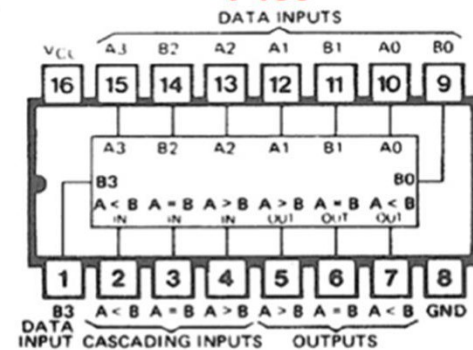 DATA INPUTS
VCC A3 B2 A2 A1 B1 A0 B0
16 15 14 13 12 11 10 9
A3 B2 A2 A1 B1 A0
B3 B0
A < B A = B A > B A > B A = B A < B
IN IN IN OUT OUT OUT
1 2 3 4 5 6 7 8
B3 A < B A = B A > B A > B A = B A < B GND
DATA
INPUT CASCADING INPUTS OUTPUTS